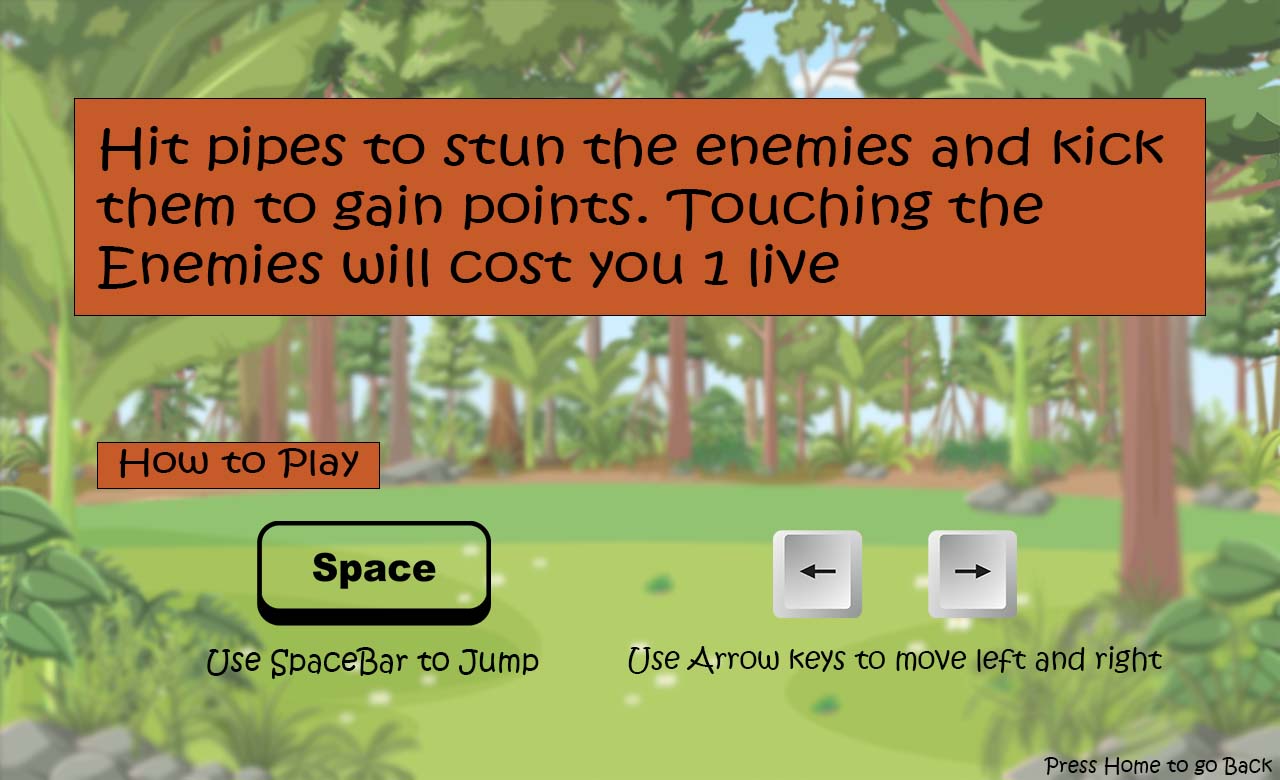 Hit pipes to stun the enemies and kick
them to gain points. Touching the
Enemies will cost you 1 live
How to Play
Space
← →
Use SpaceBar to Jump
Use Arrow keys to move left and right
Press Home to go Back